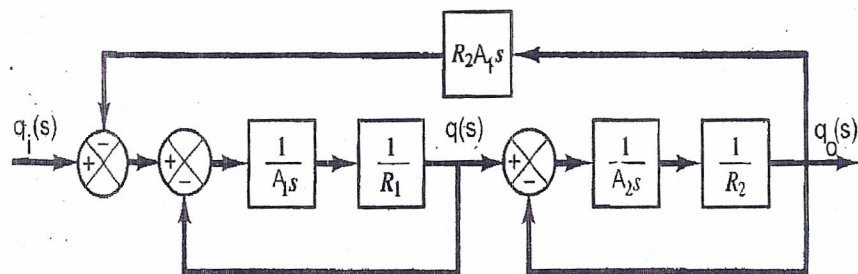 R₂A₁s
qᵢ(s)
q(s)
q₀(s)
+
−
+
−
1
A₁s
1
R₁
+
−
1
A₂s
1
R₂